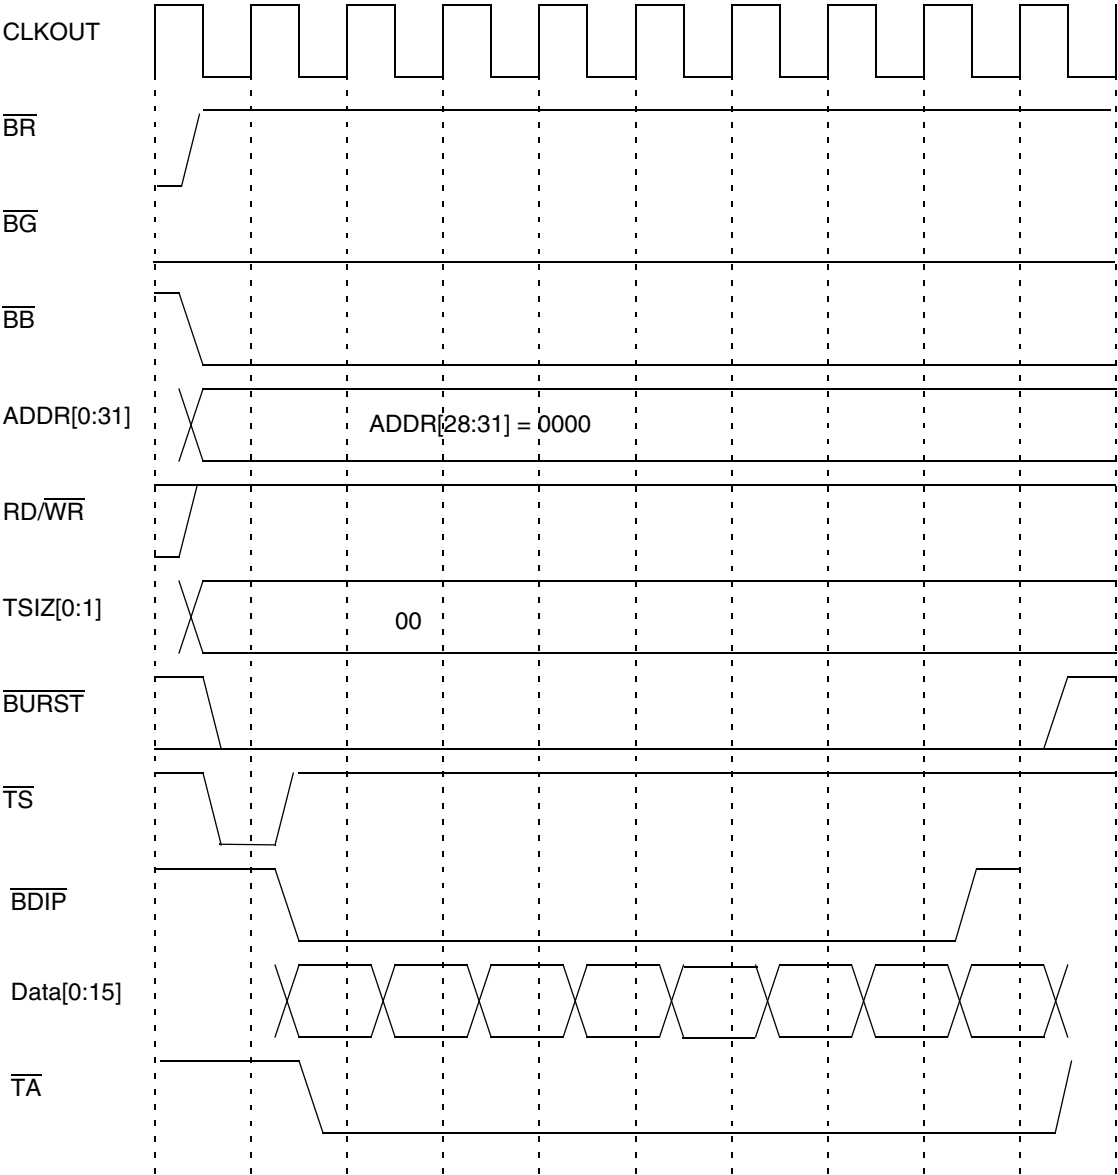 CLKOUT
BR
BG
BB
ADDR[0:31]
ADDR[28:31] = 0000
RD/WR
TSIZ[0:1]
00
BURST
TS
BDIP
Data[0:15]
TA